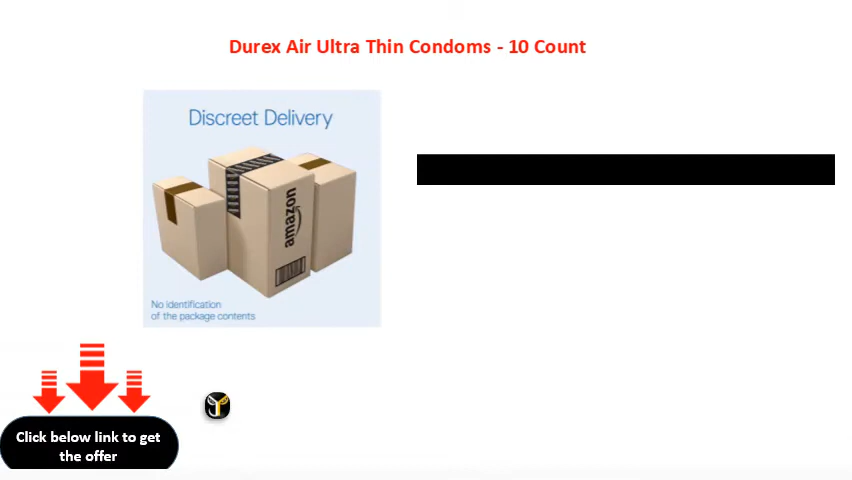 Durex Air Ultra Thin Condoms - 10 Count
Discreet Delivery
amazon
No identification
of the package contents
Click below link to get
the offer